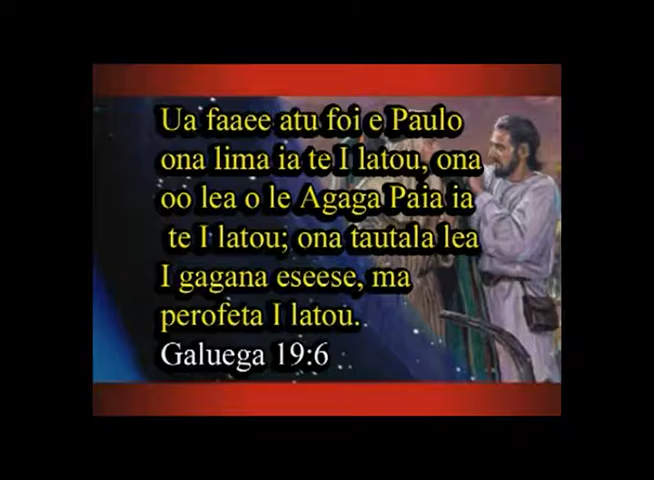 Ua faaee atu foi e Paulo
ona lima ia te I latou, ona
oo lea o le Agaga Paia ia
te I latou; ona tautala lea
I gagana eseese, ma
perofeta I latou.
Galuega 19:6